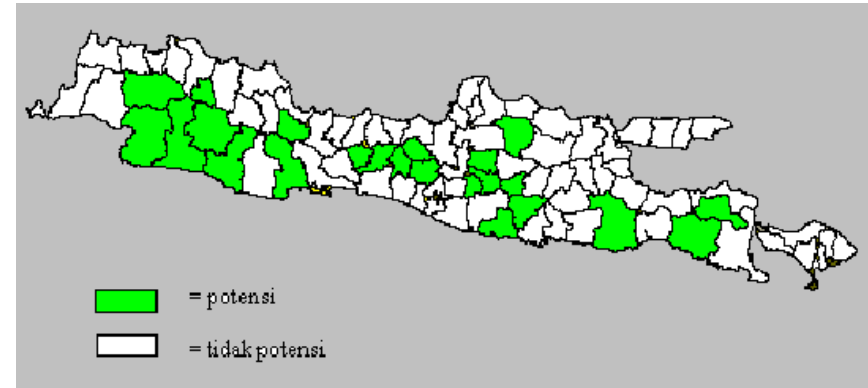 = potensi
= tidak potensi